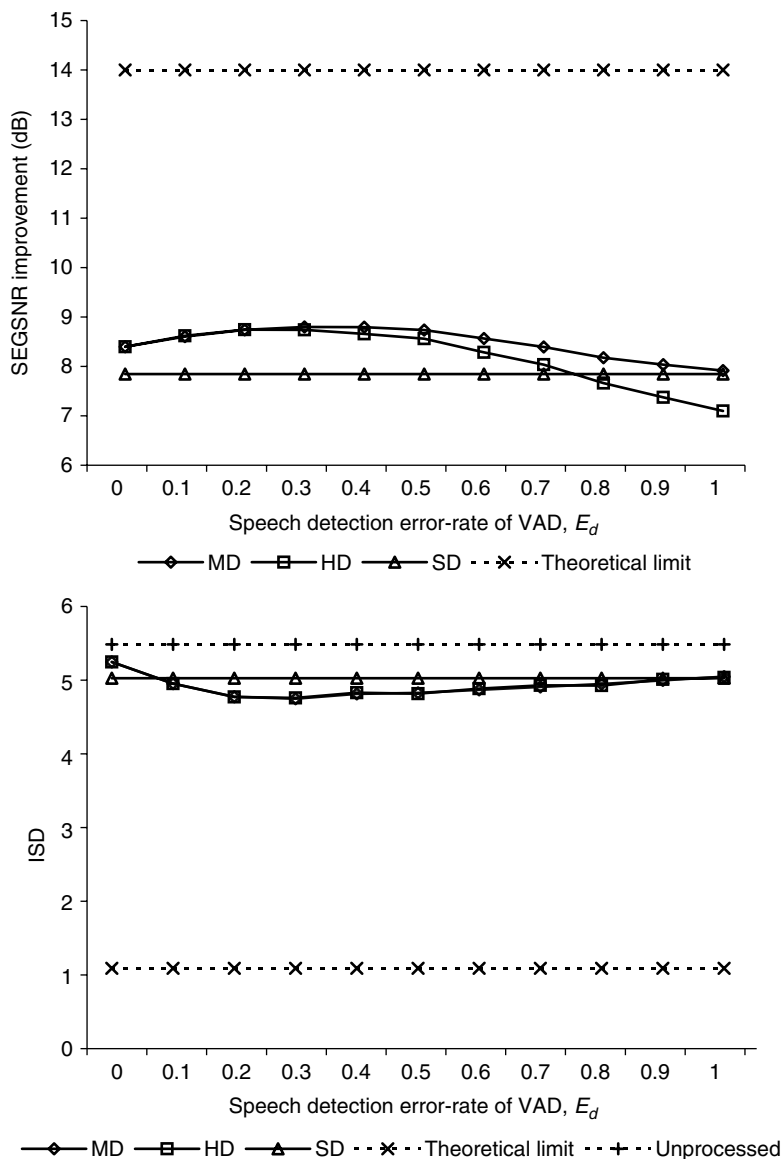 15
14
13
12
11
10
9
8
7
6
SEGSNR improvement (dB)
0 0.1 0.2 0.3 0.4 0.5 0.6 0.7 0.8 0.9 1
Speech detection error-rate of VAD, E_d
MD HD SD Theoretical limit
6
5
4
3
2
1
0
ISD
0 0.1 0.2 0.3 0.4 0.5 0.6 0.7 0.8 0.9 1
Speech detection error-rate of VAD, E_d
MD HD SD Theoretical limit Unprocessed